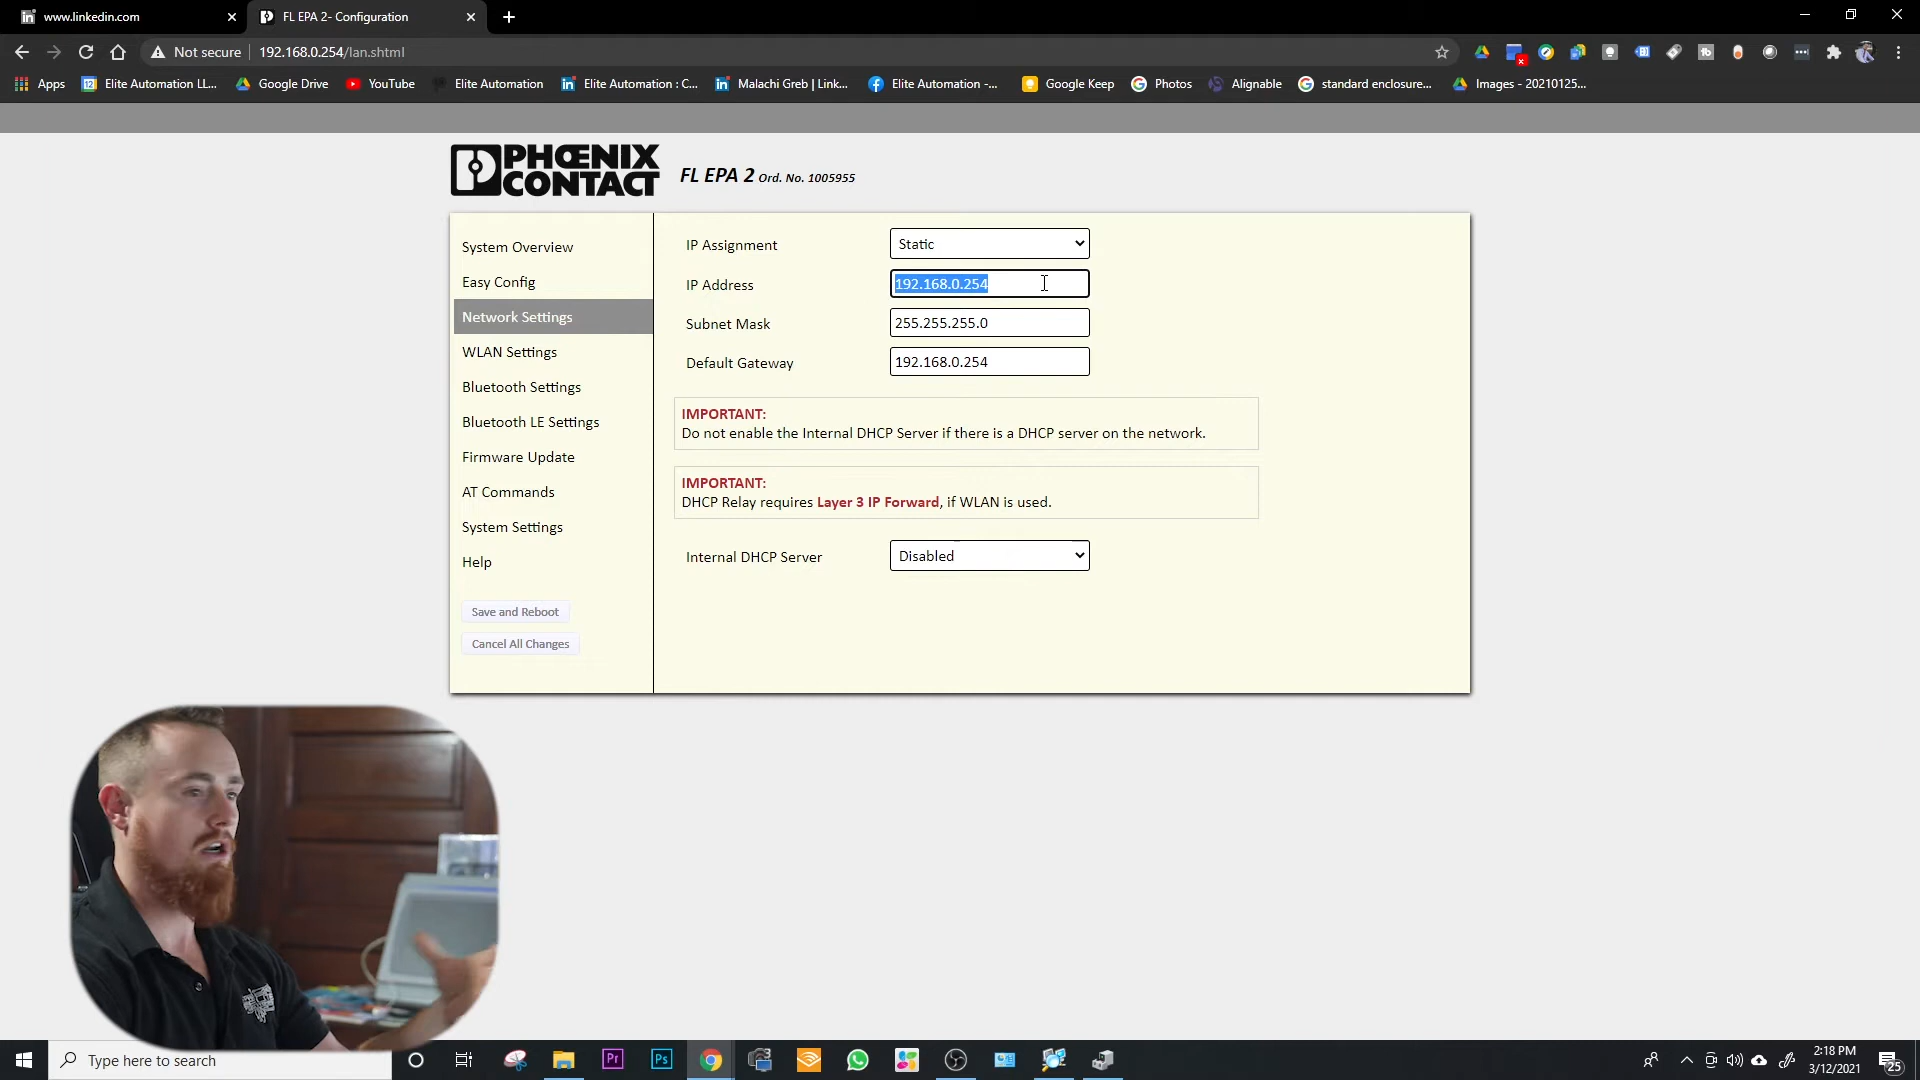 www.linkedin.com
FL EPA 2- Configuration
Not secure
192.168.0.254/lan.shtml
Apps
Elite Automation LL...
Google Drive
YouTube
Elite Automation
Elite Automation : C...
Malachi Greb | Link...
Elite Automation -...
Google Keep
Photos
Alignable
standard enclosure...
Images - 20210125...
PHŒNIX
CONTACT
FL EPA 2 Ord. No. 1005955
System Overview
Easy Config
Network Settings
WLAN Settings
Bluetooth Settings
Bluetooth LE Settings
Firmware Update
AT Commands
System Settings
Help
Save and Reboot
Cancel All Changes
IP Assignment
Static
IP Address
192.168.0.254
Subnet Mask
255.255.255.0
Default Gateway
192.168.0.254
IMPORTANT:
Do not enable the Internal DHCP Server if there is a DHCP server on the network.
IMPORTANT:
DHCP Relay requires Layer 3 IP Forward, if WLAN is used.
Internal DHCP Server
Disabled
Type here to search
Pr
Ps
2:18 PM
3/12/2021
25